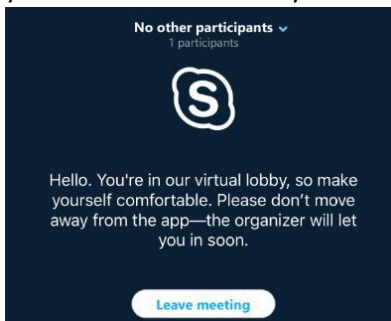 No other participants
1 participants
S
Hello. You're in our virtual lobby, so make
yourself comfortable. Please don't move
away from the app—the organizer will let
you in soon.
Leave meeting